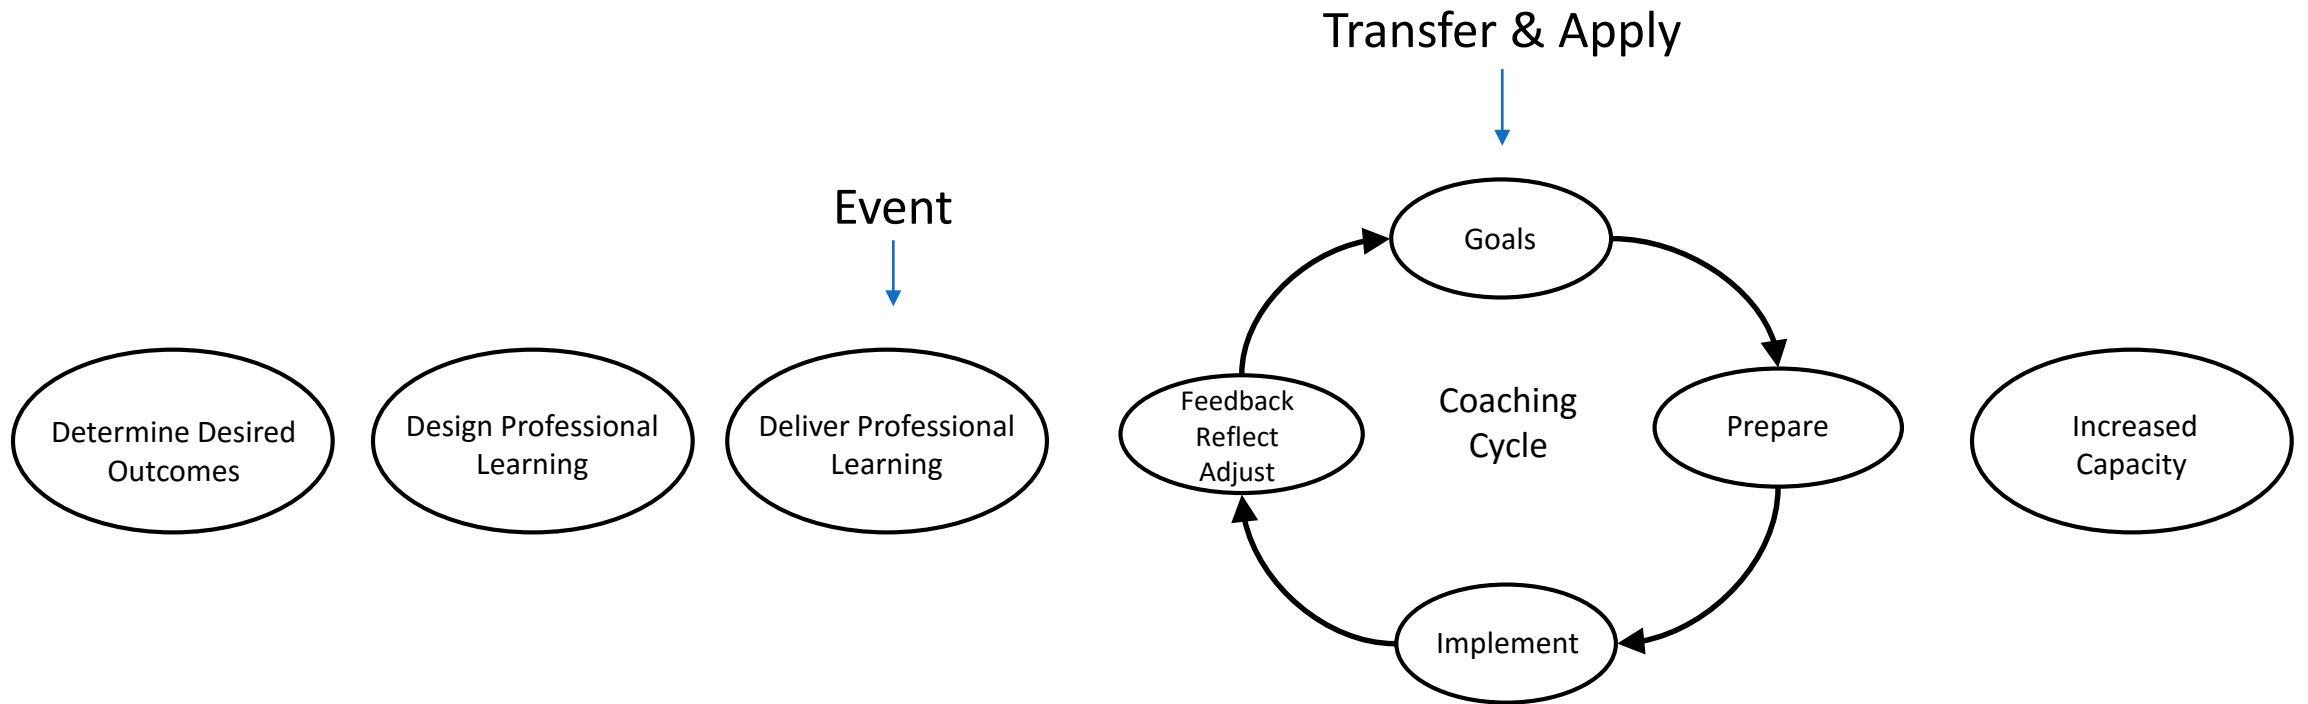 Transfer & Apply
Event
Determine Desired
Outcomes
Design Professional
Learning
Deliver Professional
Learning
Goals
Feedback
Reflect
Adjust
Coaching
Cycle
Prepare
Implement
Increased
Capacity